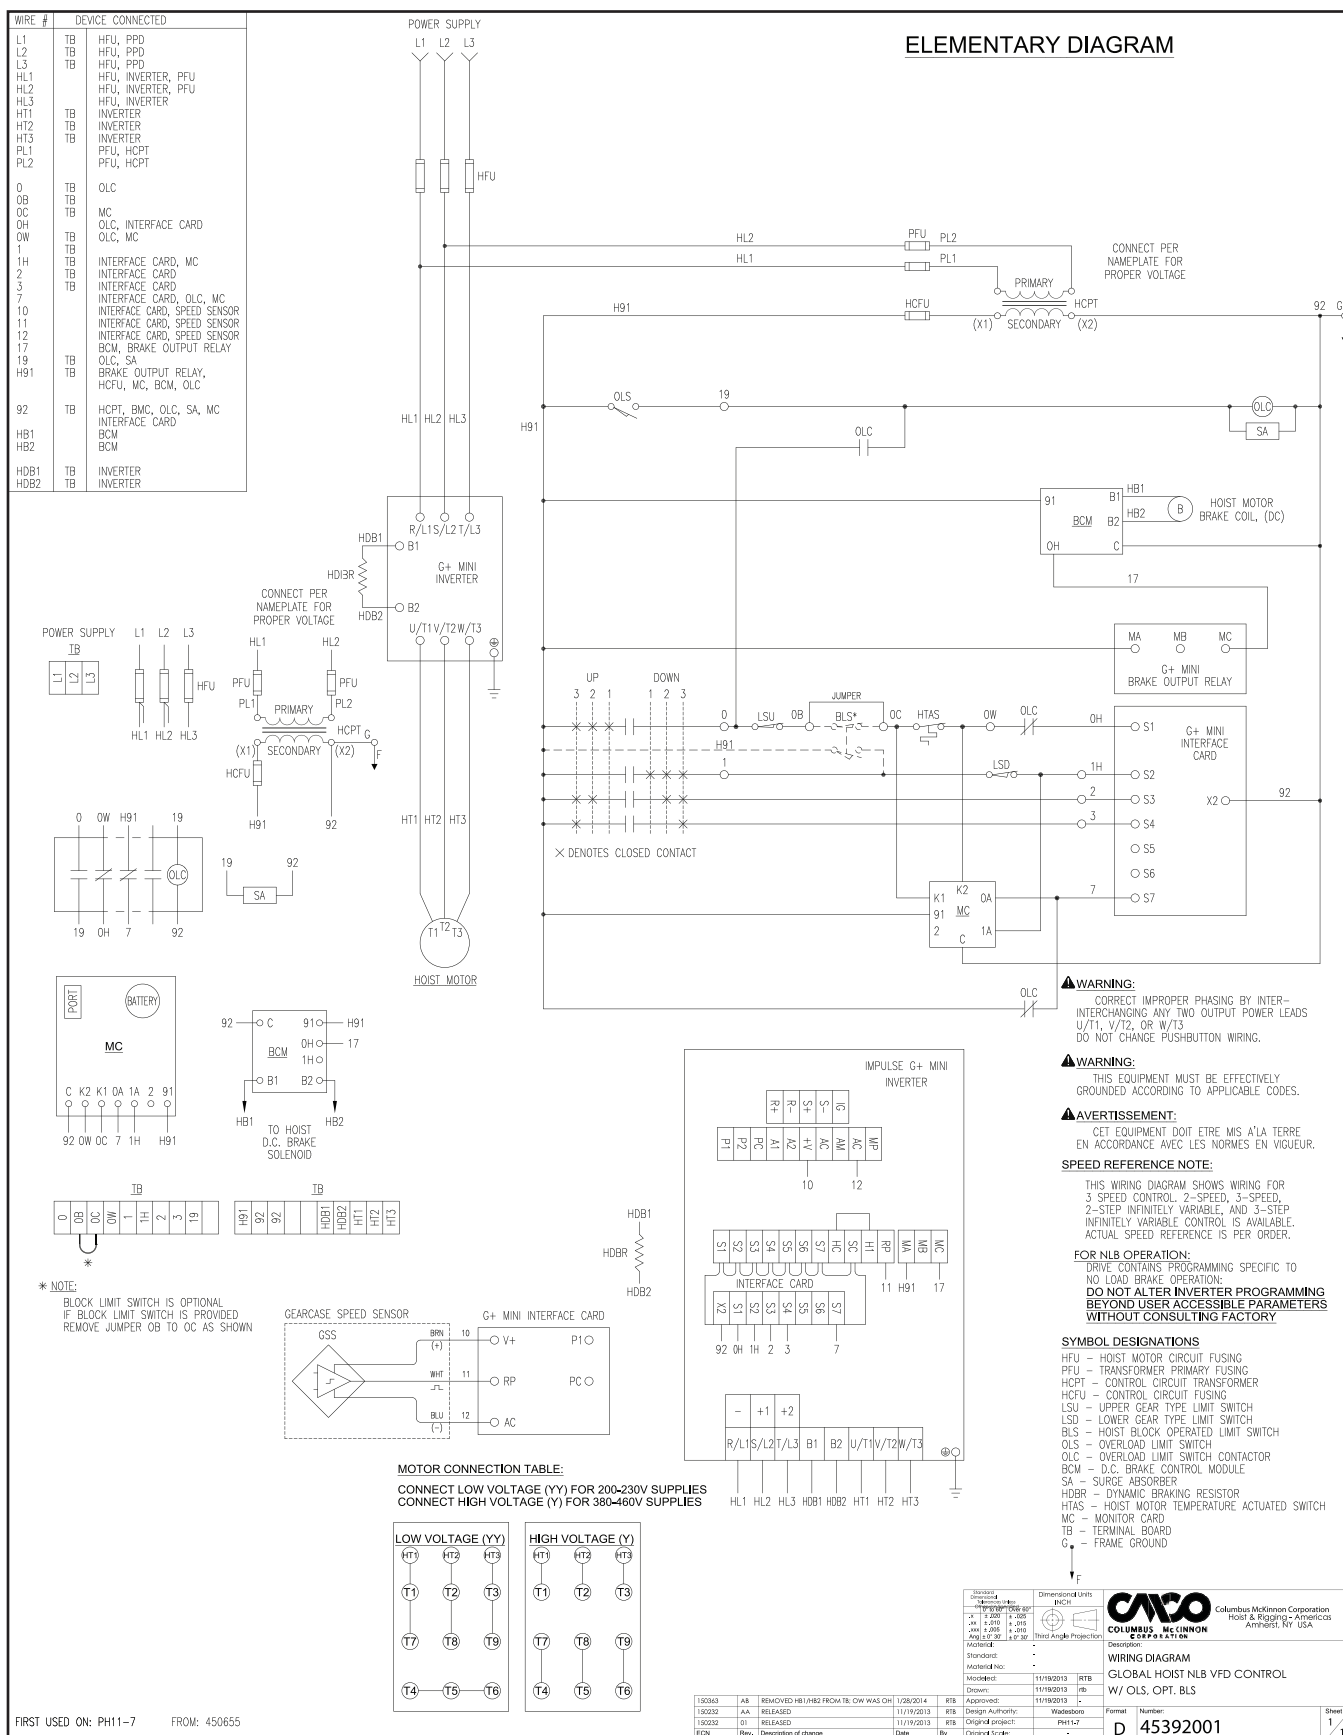 ELEMENTARY DIAGRAM
WIRE # DEVICE CONNECTED
L1 TB HFU, PPD
L2 TB HFU, PPD
L3 TB HFU, PPD
HL1 HFU, INVERTER, PFU
HL2 HFU, INVERTER, PFU
HL3 HFU, INVERTER
HT1 TB INVERTER
HT2 TB INVERTER
HT3 TB INVERTER
PL1 PFU, HCPT
PL2 PFU, HCPT
0 TB OLC
0B TB
0C TB MC
0H OLC, INTERFACE CARD
0W TB OLC, MC
1 TB
1H TB INTERFACE CARD, MC
2 TB INTERFACE CARD
3 TB INTERFACE CARD
7 INTERFACE CARD, OLC, MC
10 INTERFACE CARD, SPEED SENSOR
11 INTERFACE CARD, SPEED SENSOR
12 INTERFACE CARD, SPEED SENSOR
17 BCM, BRAKE OUTPUT RELAY
19 TB OLC, SA
H91 TB BRAKE OUTPUT RELAY,
HCFU, MC, BCM, OLC
92 TB HCPT, BMC, OLC, SA, MC
INTERFACE CARD
HB1 BCM
HB2 BCM
HDB1 TB INVERTER
HDB2 TB INVERTER
POWER SUPPLY
L1 L2 L3
HFU
HL2 PFU PL2
HL1 PL1
CONNECT PER
NAMEPLATE FOR
PROPER VOLTAGE
PRIMARY
HCPT
H91 HCFU (X1) SECONDARY (X2) 92 G
OLS 19 OLC
SA
H91
OLC
HL1 HL2 HL3
91 B1 HB1
BCM B2 HB2
0H C
B
HOIST MOTOR
BRAKE COIL, (DC)
17
R/L1 S/L2 T/L3
HDB1 B1
HDBR
G+ MINI
INVERTER
HDB2 B2
U/T1 V/T2 W/T3
MA MB MC
G+ MINI
BRAKE OUTPUT RELAY
UP DOWN
3 2 1 1 2 3
JUMPER
0 LSU 0B BLS* 0C HTAS 0W OLC 0H S1
H91
1 LSD 1H S2
2 S3
3 S4
S5
S6
7 S7
G+ MINI
INTERFACE
CARD
X2 92
X DENOTES CLOSED CONTACT
K2
K1 0A
91 MC
2 1A
C
OLC
POWER SUPPLY L1 L2 L3
TB
L1 L2 L3
HFU
HL1 HL2 HL3
CONNECT PER
NAMEPLATE FOR
PROPER VOLTAGE
HL1 HL2
PFU PFU
PL1 PL2
PRIMARY
HCPT G
(X1) SECONDARY (X2) F
HCFU
H91 92
HT1 HT2 HT3
T1 T2 T3
HOIST MOTOR
0 0W H91 19
OLC
19 0H 7 92
19 92
SA
PORT BATTERY
MC
C K2 K1 0A 1A 2 91
92 0W 0C 7 1H H91
92 C 91 H91
0H 17
BCM 1H
B1 B2
HB1 HB2
TO HOIST
D.C. BRAKE
SOLENOID
TB
0 0B 0C 0W 1 1H 2 3 19
TB
H91 92 92 HDB1 HDB2 HT1 HT2 HT3
*
* NOTE:
BLOCK LIMIT SWITCH IS OPTIONAL
IF BLOCK LIMIT SWITCH IS PROVIDED
REMOVE JUMPER OB TO OC AS SHOWN
GEARCASE SPEED SENSOR
GSS
BRN 10
(+)
WHT 11
BLU 12
(-)
G+ MINI INTERFACE CARD
V+ P1
RP PC
AC
HDB1
HDBR
HDB2
IMPULSE G+ MINI
INVERTER
R+ R- S+ S- IG
P1 P2 PC A1 A2 +V AC AM AC MP
10 12
S1 S2 S3 S4 S5 S6 S7 HC SC H1 RP MA MB MC
INTERFACE CARD
11 H91 17
X2 S1 S2 S3 S4 S5 S6 S7
92 0H 1H 2 3 7
- +1 +2
R/L1 S/L2 T/L3 B1 B2 U/T1 V/T2 W/T3
HL1 HL2 HL3 HDB1 HDB2 HT1 HT2 HT3
MOTOR CONNECTION TABLE:
CONNECT LOW VOLTAGE (YY) FOR 200-230V SUPPLIES
CONNECT HIGH VOLTAGE (Y) FOR 380-460V SUPPLIES
LOW VOLTAGE (YY)
HT1 HT2 HT3
T1 T2 T3
T7 T8 T9
T4 T5 T6
HIGH VOLTAGE (Y)
HT1 HT2 HT3
T1 T2 T3
T7 T8 T9
T4 T5 T6
WARNING:
CORRECT IMPROPER PHASING BY INTER-
INTERCHANGING ANY TWO OUTPUT POWER LEADS
U/T1, V/T2, OR W/T3
DO NOT CHANGE PUSHBUTTON WIRING.
WARNING:
THIS EQUIPMENT MUST BE EFFECTIVELY
GROUNDED ACCORDING TO APPLICABLE CODES.
AVERTISSEMENT:
CET EQUIPMENT DOIT ETRE MIS A'LA TERRE
EN ACCORDANCE AVEC LES NORMES EN VIGUEUR.
SPEED REFERENCE NOTE:
THIS WIRING DIAGRAM SHOWS WIRING FOR
3 SPEED CONTROL. 2-SPEED, 3-SPEED,
2-STEP INFINITELY VARIABLE, AND 3-STEP
INFINITELY VARIABLE CONTROL IS AVAILABLE.
ACTUAL SPEED REFERENCE IS PER ORDER.
FOR NLB OPERATION:
DRIVE CONTAINS PROGRAMMING SPECIFIC TO
NO LOAD BRAKE OPERATION:
DO NOT ALTER INVERTER PROGRAMMING
BEYOND USER ACCESSIBLE PARAMETERS
WITHOUT CONSULTING FACTORY
SYMBOL DESIGNATIONS
HFU - HOIST MOTOR CIRCUIT FUSING
PFU - TRANSFORMER PRIMARY FUSING
HCPT - CONTROL CIRCUIT TRANSFORMER
HCFU - CONTROL CIRCUIT FUSING
LSU - UPPER GEAR TYPE LIMIT SWITCH
LSD - LOWER GEAR TYPE LIMIT SWITCH
BLS - HOIST BLOCK OPERATED LIMIT SWITCH
OLS - OVERLOAD LIMIT SWITCH
OLC - OVERLOAD LIMIT SWITCH CONTACTOR
BCM - D.C. BRAKE CONTROL MODULE
SA - SURGE ABSORBER
HDBR - DYNAMIC BRAKING RESISTOR
HTAS - HOIST MOTOR TEMPERATURE ACTUATED SWITCH
MC - MONITOR CARD
TB - TERMINAL BOARD
G - FRAME GROUND
F
Dimensional Units
INCH
.x ± .020 ± .025
.xx ± .010 ± .015
.xxx ± .005 ± .010
Ang ± 0° 30' ± 0° 30'
Third Angle Projection
CMCO
COLUMBUS McKINNON
CORPORATION
Columbus McKinnon Corporation
Hoist & Rigging - Americas
Amherst, NY USA
Material: -
Standard: -
Material No: -
Modeled: 11/19/2013 RTB
Drawn: 11/19/2013 rtb
Approved: 11/19/2013 -
Design Authority: Wadesboro
Original project: PH11-7
Original Scale: -
Description:
WIRING DIAGRAM
GLOBAL HOIST NLB VFD CONTROL
W/ OLS, OPT. BLS
Format Number: Sheet
D 45392001 1/
150363 AB REMOVED HB1/HB2 FROM TB; OW WAS OH 1/28/2014 RTB
150232 AA RELEASED 11/19/2013 RTB
150232 01 RELEASED 11/19/2013 RTB
ECN Rev. Description of change Date By
FIRST USED ON: PH11-7 FROM: 450655